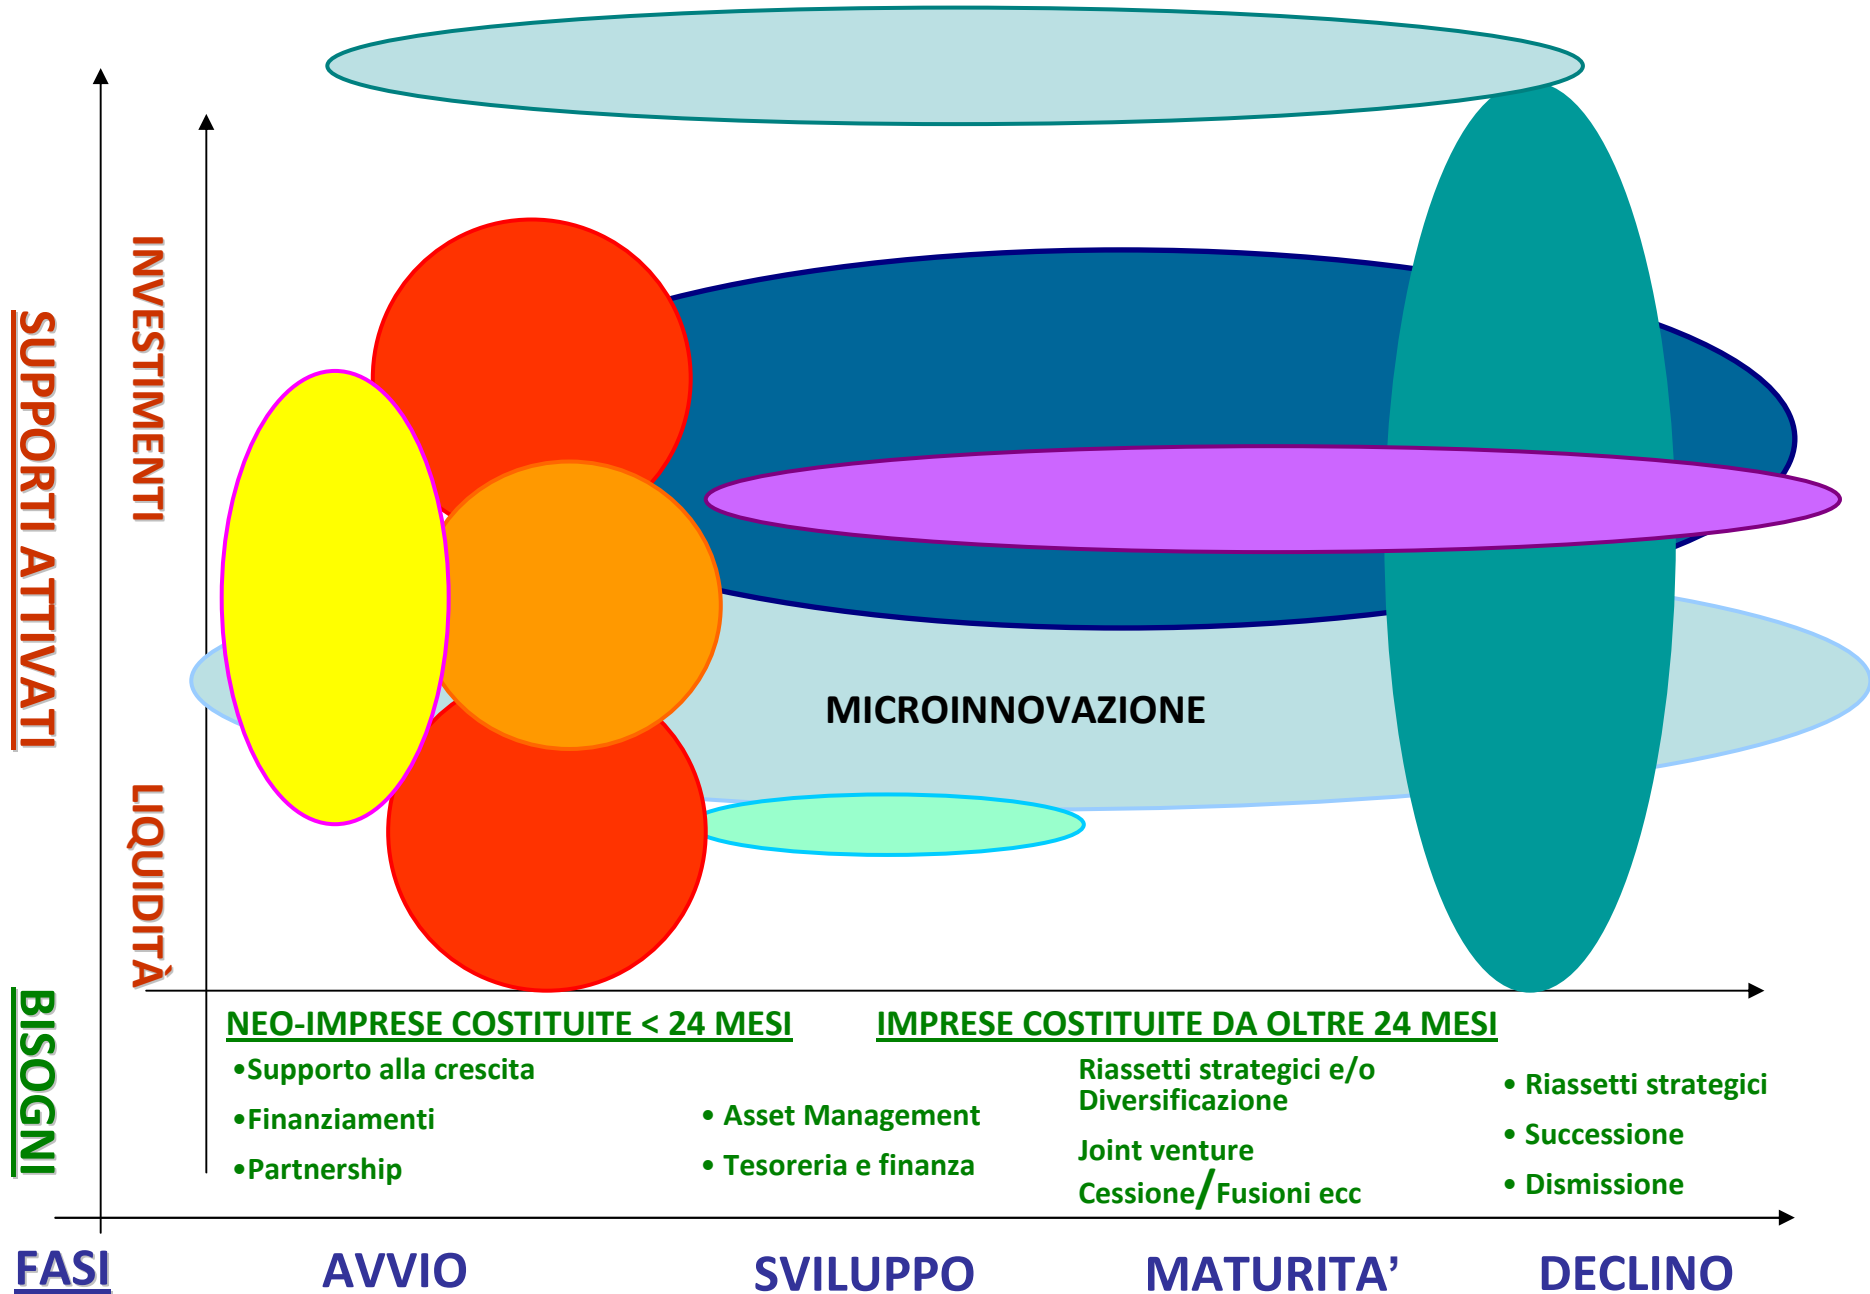 SUPPORTI ATTIVATI
INVESTIMENTI
LIQUIDITÀ
MICROINNOVAZIONE
BISOGNI
NEO-IMPRESE COSTITUITE < 24 MESI
•Supporto alla crescita
•Finanziamenti
•Partnership
• Asset Management
• Tesoreria e finanza
IMPRESE COSTITUITE DA OLTRE 24 MESI
Riassetti strategici e/o
Diversificazione
Joint venture
Cessione/Fusioni ecc
• Riassetti strategici
• Successione
• Dismissione
FASI
AVVIO
SVILUPPO
MATURITA’
DECLINO